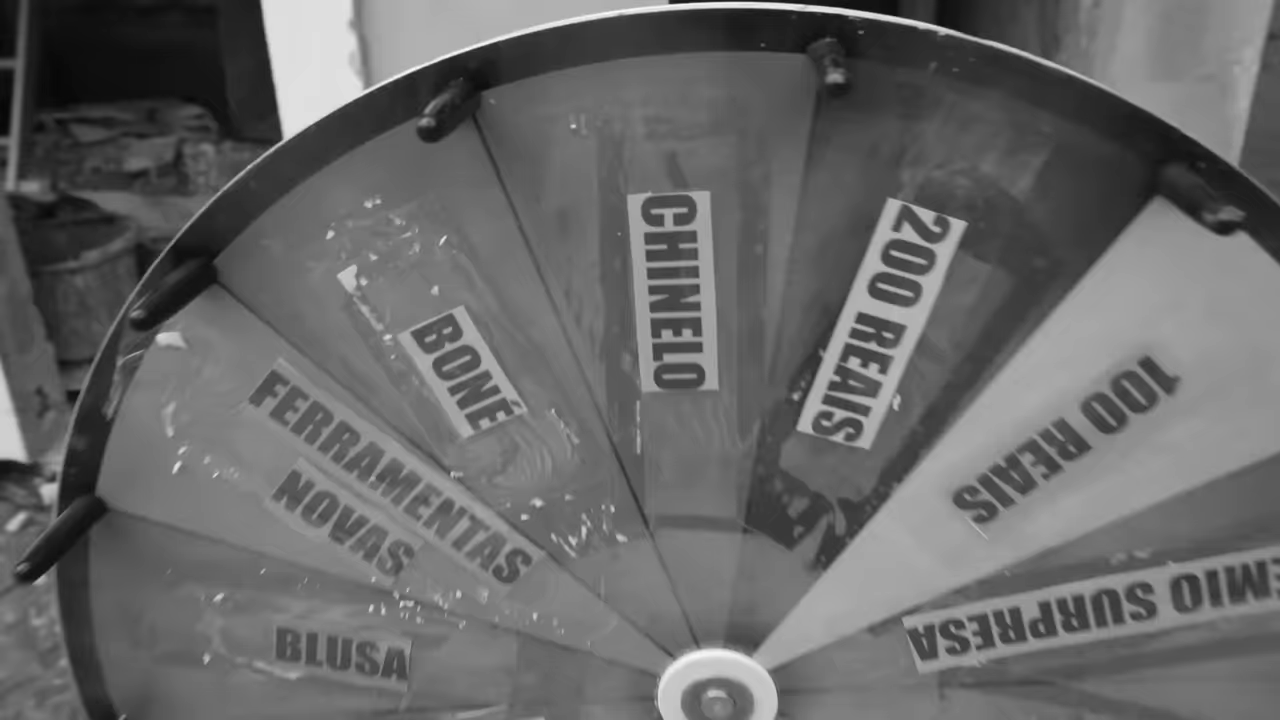 BLUSA
FERRAMENTAS
NOVAS
BONÉ
CHINELO
200 REAIS
100 REAIS
EMIO SURPRESA